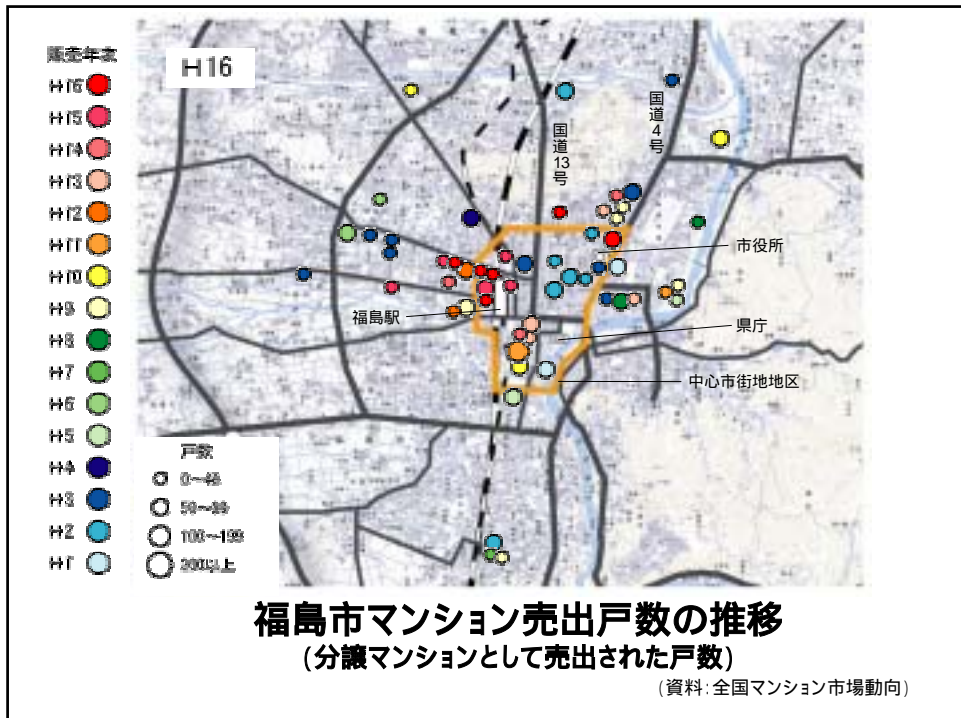 販売年次
H16
H16
H15
H14
H13
H12
H11
H10
H9
H8
H7
H6
H5
H4
H3
H2
H1
国道13号
国道4号
市役所
福島駅
県庁
中心市街地地区
戸数
0～49
50～99
100～199
200以上
福島市マンション売出戸数の推移
(分譲マンションとして売出された戸数)
(資料:全国マンション市場動向)